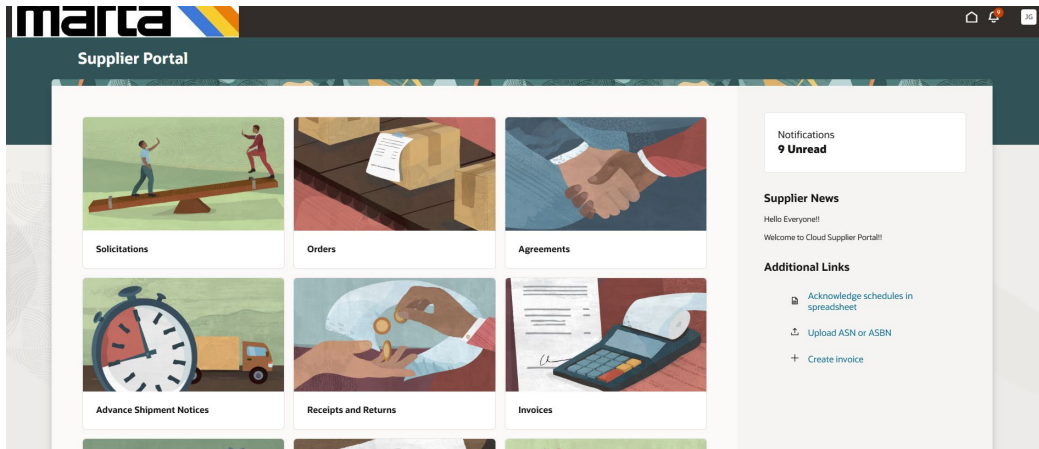 marta
9
JG
Supplier Portal
Solicitations
Orders
Agreements
Advance Shipment Notices
Receipts and Returns
Invoices
Notifications
9 Unread
Supplier News
Hello Everyone!!
Welcome to Cloud Supplier Portal!!
Additional Links
Acknowledge schedules in
spreadsheet
Upload ASN or ASBN
Create invoice